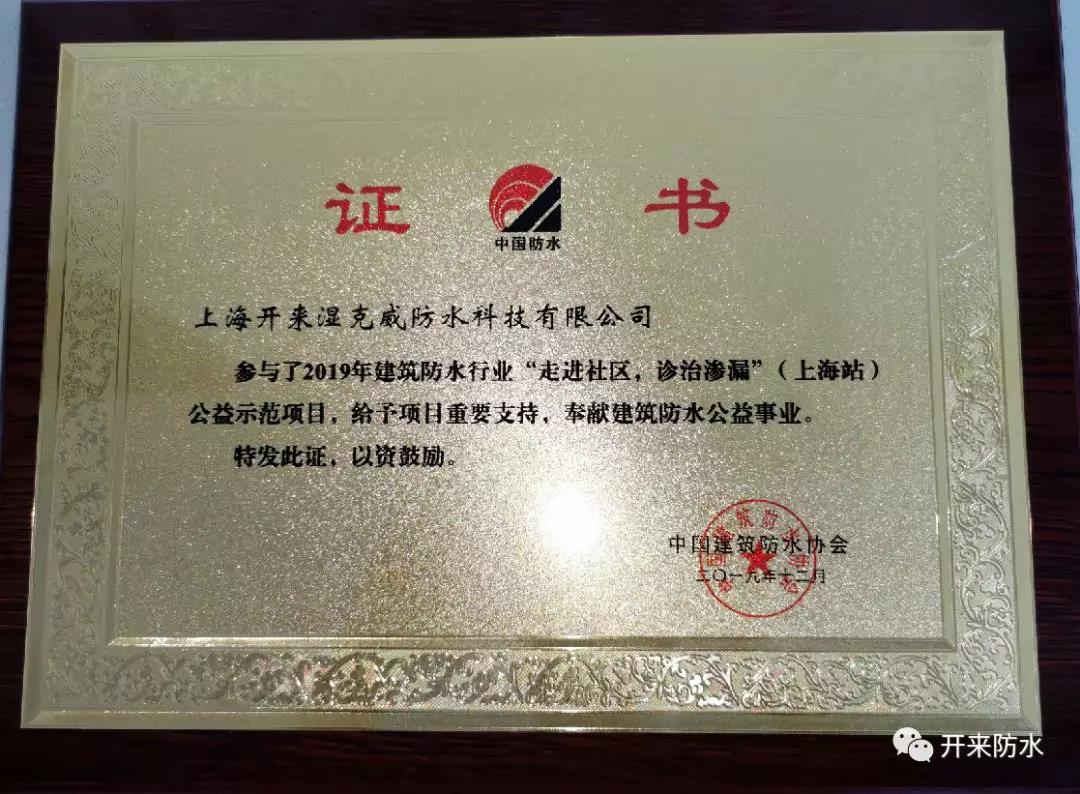 证 书
中国防水
上海开来湿克威防水科技有限公司
参与了2019年建筑防水行业“走进社区，诊治渗漏”（上海站）
公益示范项目，给予项目重要支持，奉献建筑防水公益事业。
特发此证，以资鼓励。
中国建筑防水协会
二〇一九年十二月
开来防水